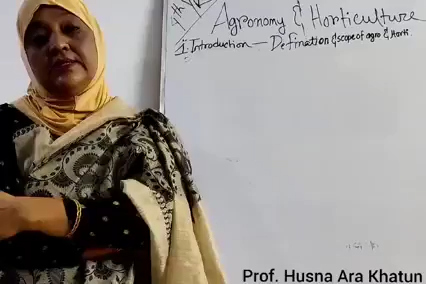 Agronomy & Horticulture
1. Introduction — Defination & scope of agro & Horti.
Prof. Husna Ara Khatun